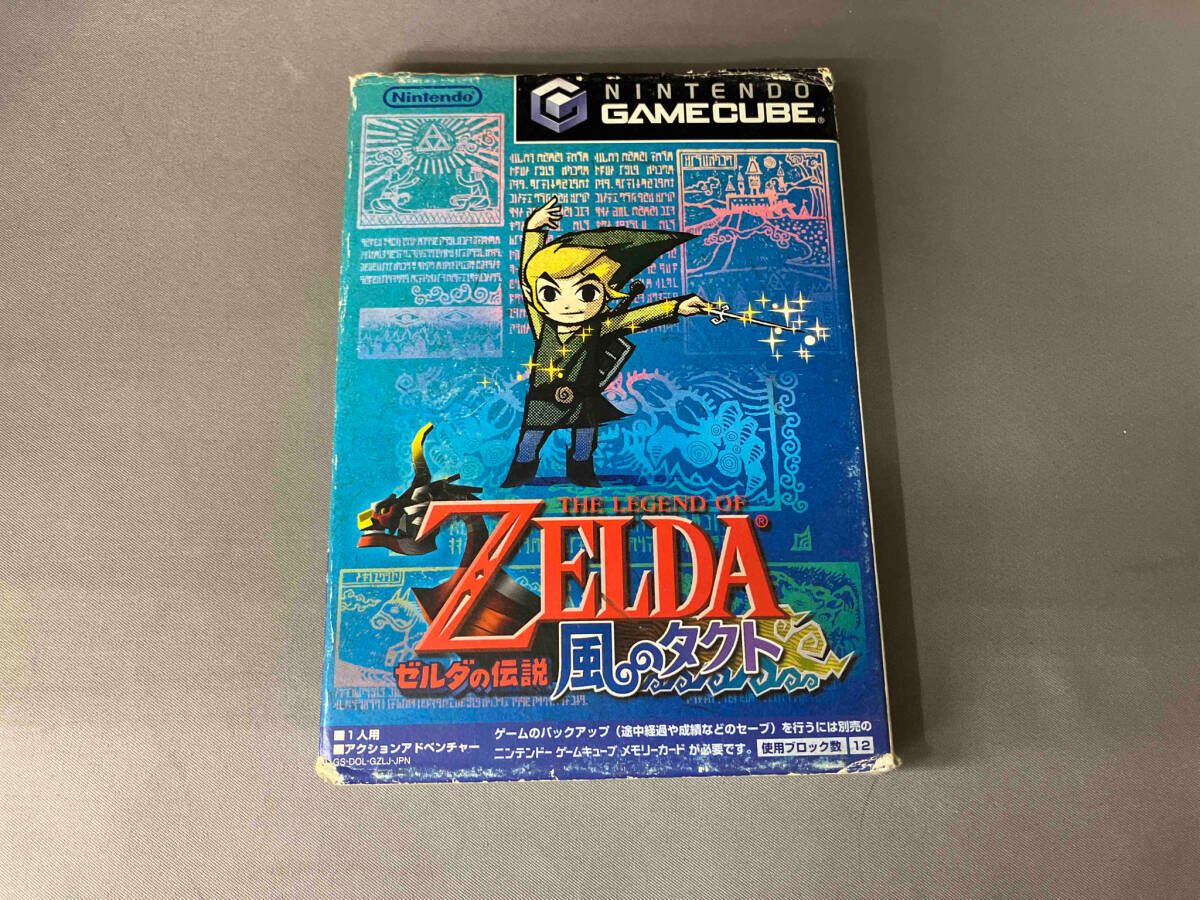 Nintendo
NINTENDO
GAMECUBE®
THE LEGEND OF
ZELDA®
ゼルダの伝説 風のタクト
■1人用
■アクションアドベンチャー
GS-DOL-GZLJ-JPN
ゲームのバックアップ（途中経過や成績などのセーブ）を行うには別売の
ニンテンドーゲームキューブ メモリーカードが必要です。 使用ブロック数 12